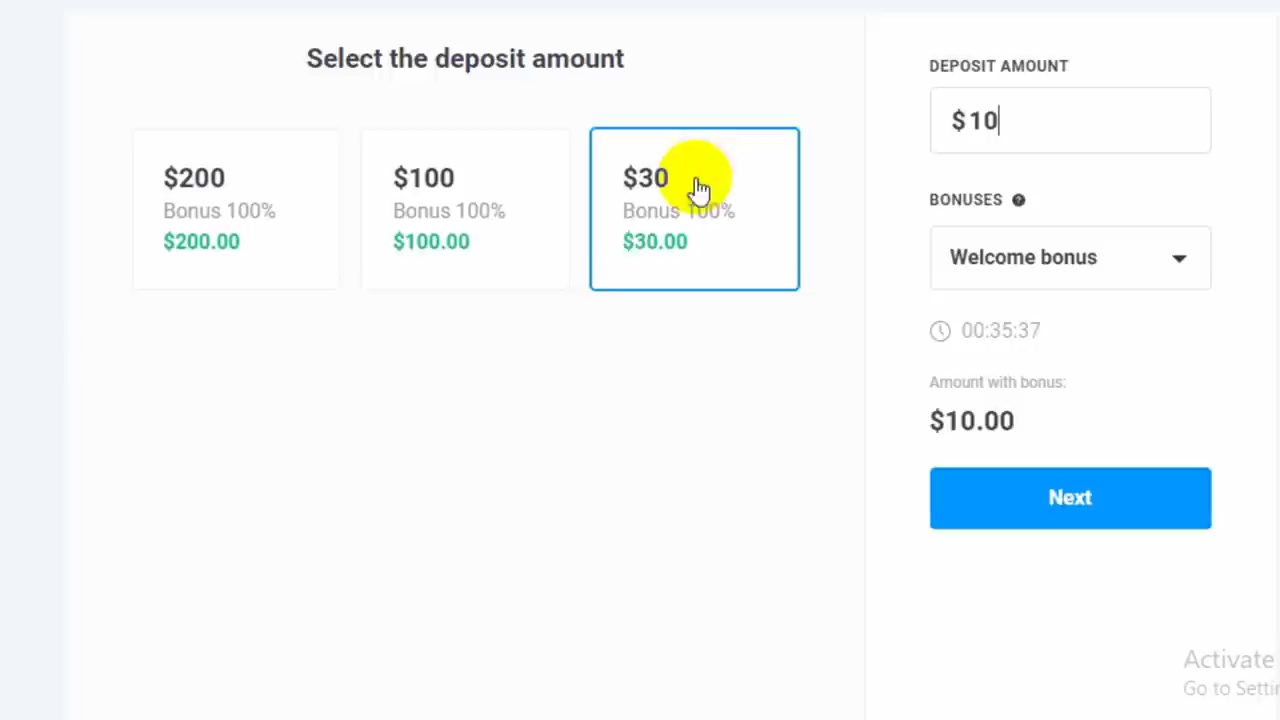 Select the deposit amount
$200
Bonus 100%
$200.00
$100
Bonus 100%
$100.00
$30
Bonus 100%
$30.00
DEPOSIT AMOUNT
$ 10
BONUSES ?
Welcome bonus
00:35:37
Amount with bonus:
$10.00
Next
Activate
Go to Settin